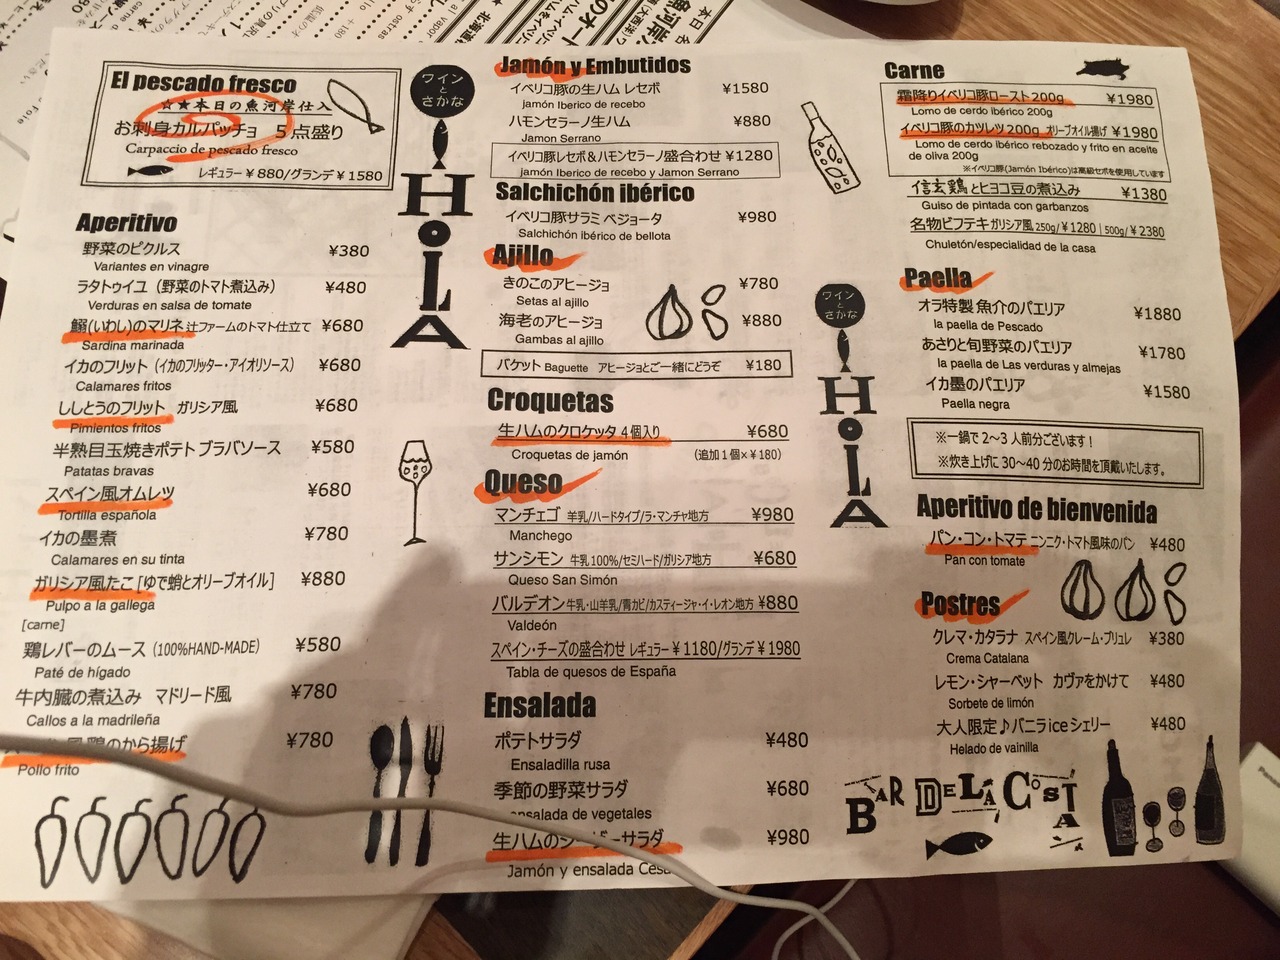 El pescado fresco
☆★本日の魚河岸仕入
お刺身カルパッチョ 5点盛り
Carpaccio de pescado fresco
レギュラー¥880/グランデ¥1580
Aperitivo
野菜のピクルス ¥380
Variantes en vinagre
ラタトゥイユ（野菜のトマト煮込み） ¥480
Verduras en salsa de tomate
鰯(いわし)のマリネ 辻ファームのトマト仕立て ¥680
Sardina marinada
イカのフリット（イカのフリッター・アイオリソース） ¥680
Calamares fritos
ししとうのフリット ガリシア風 ¥680
Pimientos fritos
半熟目玉焼きポテト ブラバソース ¥580
Patatas bravas
スペイン風オムレツ ¥680
Tortilla española
イカの墨煮 ¥780
Calamares en su tinta
ガリシア風たこ [ゆで蛸とオリーブオイル] ¥880
Pulpo a la gallega
[carne]
鶏レバーのムース（100%HAND-MADE） ¥580
Paté de hígado
牛内臓の煮込み マドリード風 ¥780
Callos a la madrileña
鶏のから揚げ ¥780
Pollo frito
ワインとさかな
HoLA
Jamón y Embutidos
イベリコ豚の生ハム レセボ ¥1580
jamón Iberico de recebo
ハモンセラーノ生ハム ¥880
Jamon Serrano
イベリコ豚レセボ&ハモンセラーノ盛合わせ ¥1280
jamón Iberico de recebo y Jamon Serrano
Salchichón ibérico
イベリコ豚サラミ ベジョータ ¥980
Salchichón ibérico de bellota
Ajillo
きのこのアヒージョ ¥780
Setas al ajillo
海老のアヒージョ ¥880
Gambas al ajillo
バケット Baguette アヒージョとご一緒にどうぞ ¥180
Croquetas
生ハムのクロケッタ 4個入り ¥680
Croquetas de jamón （追加1個×¥180）
Queso
マンチェゴ 羊乳/ハードタイプ/ラ・マンチャ地方 ¥980
Manchego
サンシモン 牛乳100%/セミハード/ガリシア地方 ¥680
Queso San Simón
バルデオン 牛乳・山羊乳/青カビ/カスティージャ・イ・レオン地方 ¥880
Valdeón
スペイン・チーズの盛合わせ レギュラー¥1180/グランデ¥1980
Tabla de quesos de España
Ensalada
ポテトサラダ ¥480
Ensaladilla rusa
季節の野菜サラダ ¥680
ensalada de vegetales
生ハムのシーザーサラダ ¥980
Jamón y ensalada
ワインとさかな
HoLA
Carne
霜降りイベリコ豚ロースト200g ¥1980
Lomo de cerdo ibérico 200g
イベリコ豚のカツレツ200g オリーブオイル揚げ ¥1980
Lomo de cerdo ibérico rebozado y frito en aceite
de oliva 200g
※イベリコ豚(Jamón Ibérico)は高級セボを使用しています
信玄鶏とヒヨコ豆の煮込み ¥1380
Guiso de pintada con garbanzos
名物ビフテキ ガリシア風 250g/¥1280 | 500g/¥2380
Chuletón/especialidad de la casa
Paella
オラ特製 魚介のパエリア ¥1880
la paella de Pescado
あさりと旬野菜のパエリア ¥1780
la paella de Las verduras y almejas
イカ墨のパエリア ¥1580
Paella negra
※一鍋で2〜3人前分ございます！
※炊き上げに30〜40分のお時間を頂戴いたします。
Aperitivo de bienvenida
パン・コン・トマテ ニンニク・トマト風味のパン ¥480
Pan con tomate
Postres
クレマ・カタラナ スペイン風クレーム・ブリュレ ¥380
Crema Catalana
レモン・シャーベット カヴァをかけて ¥480
Sorbete de limón
大人限定♪バニラiceシェリー ¥480
Helado de vainilla
BAR DE LA COSTA